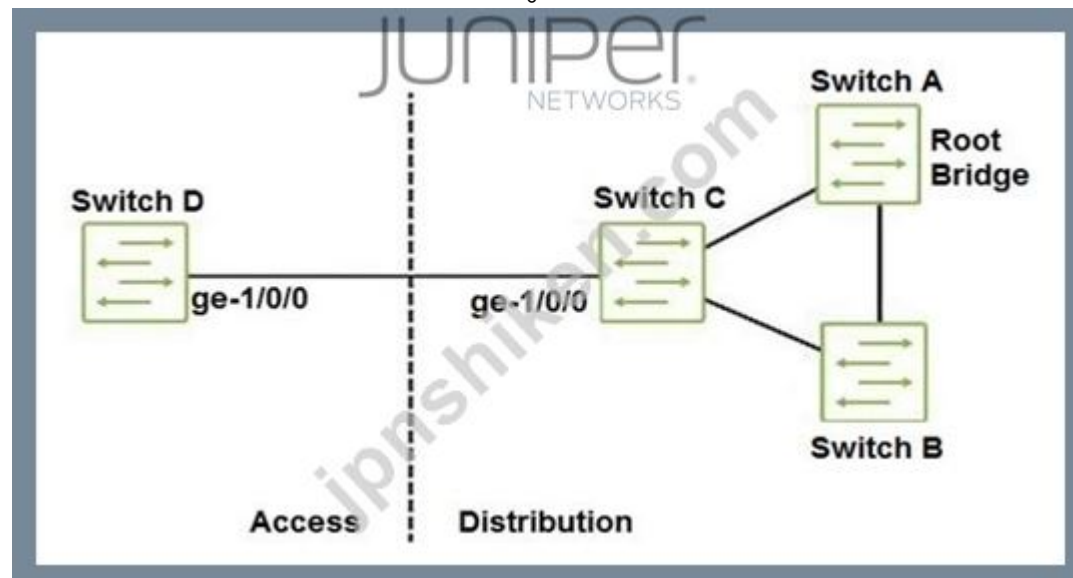 JUNIPER
NETWORKS
Switch A
Root
Bridge
Switch D
Switch C
ge-1/0/0
ge-1/0/0
Switch B
Access
Distribution
jpnshiken.com